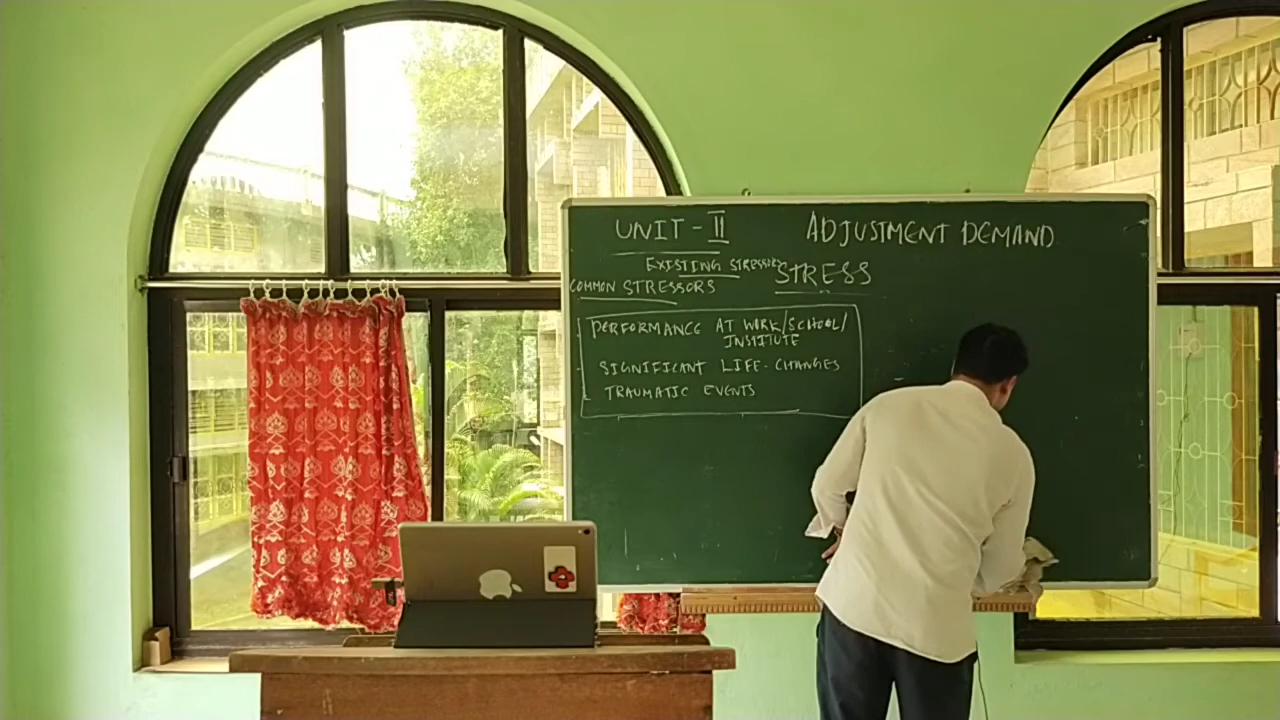 UNIT - II
ADJUSTMENT DEMAND
EXISTING STRESSORS
STRESS
COMMON STRESSORS
PERFORMANCE AT WORK/SCHOOL/
INSTITUTE
SIGNIFICANT LIFE-CHANGES
TRAUMATIC EVENTS